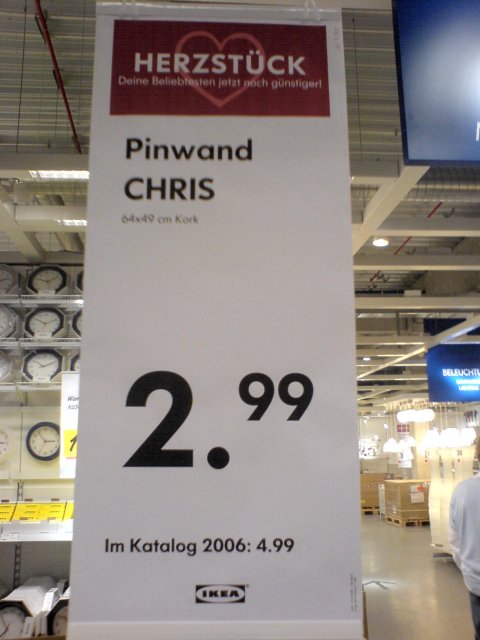 HERZSTÜCK
Deine Beliebtesten jetzt noch günstiger!
Pinwand
CHRIS
64x49 cm Kork
2.99
Im Katalog 2006: 4.99
IKEA
BELEUCHTU